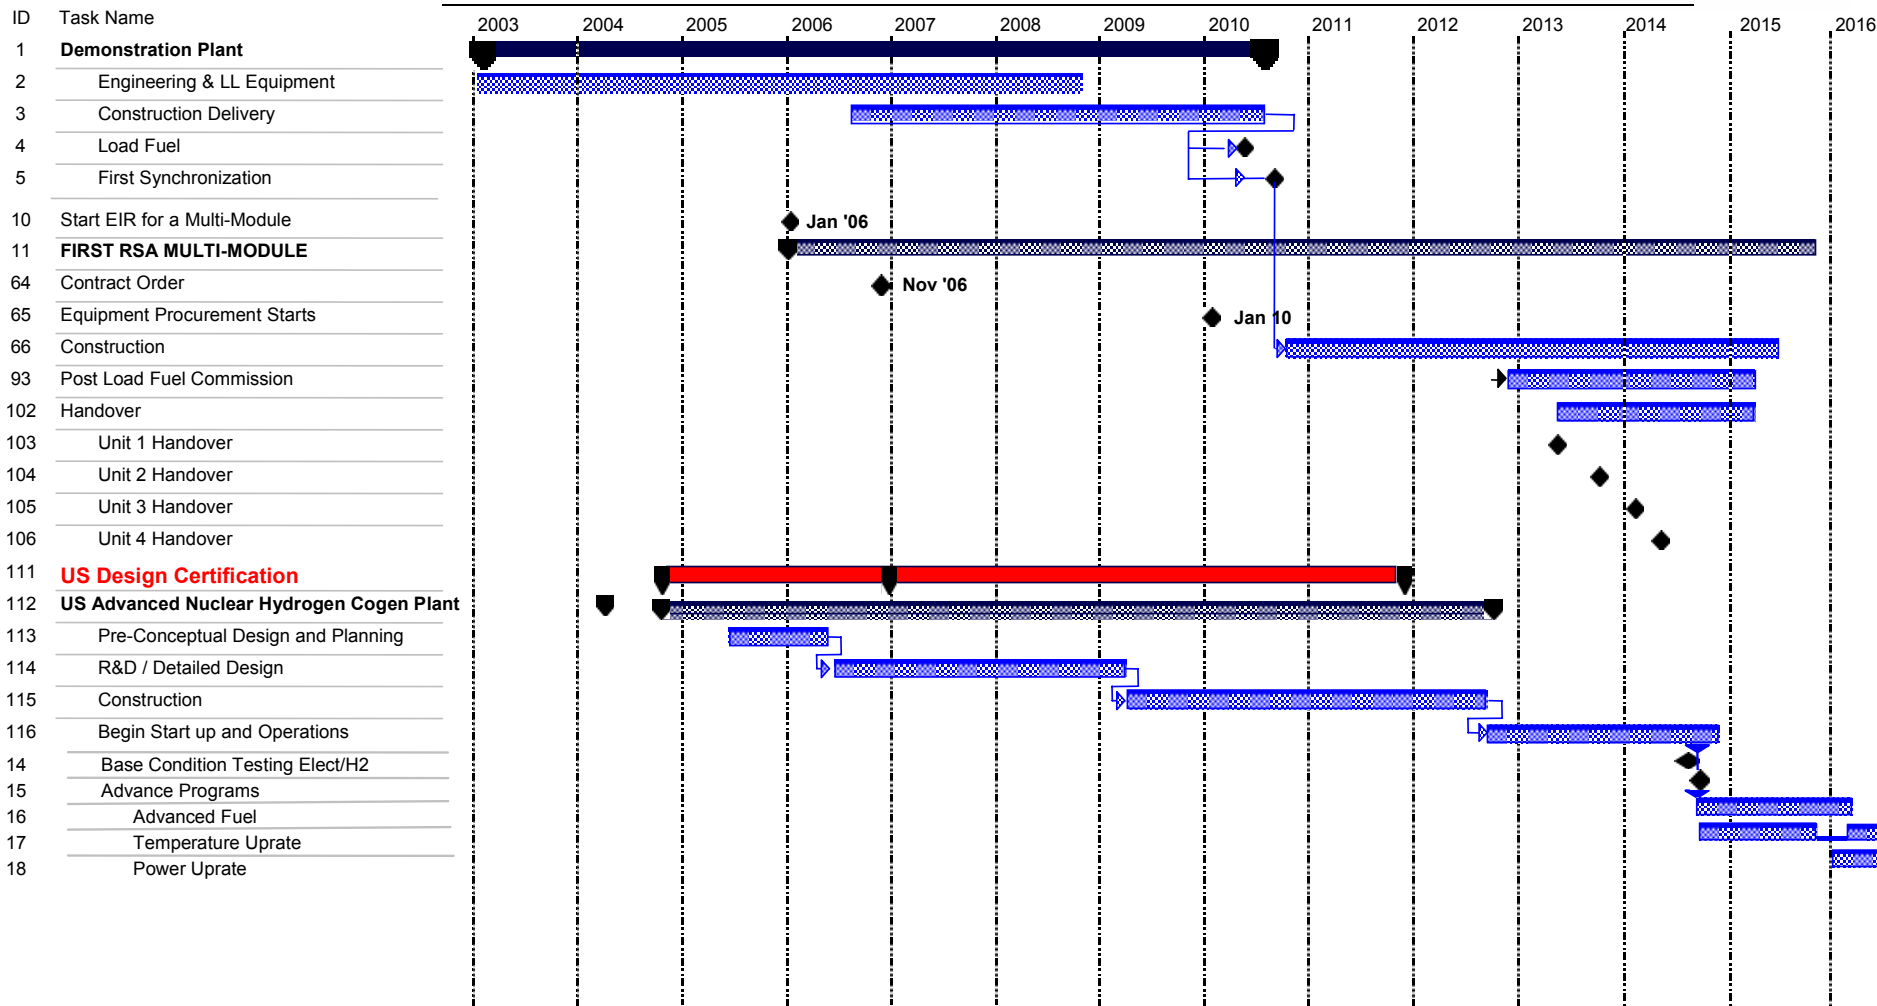 ID Task Name 2003 2004 2005 2006 2007 2008 2009 2010 2011 2012 2013 2014 2015 2016
1 Demonstration Plant
2 Engineering & LL Equipment
3 Construction Delivery
4 Load Fuel
5 First Synchronization
10 Start EIR for a Multi-Module Jan '06
11 FIRST RSA MULTI-MODULE
64 Contract Order Nov '06
65 Equipment Procurement Starts Jan 10
66 Construction
93 Post Load Fuel Commission
102 Handover
103 Unit 1 Handover
104 Unit 2 Handover
105 Unit 3 Handover
106 Unit 4 Handover
111 US Design Certification
112 US Advanced Nuclear Hydrogen Cogen Plant
113 Pre-Conceptual Design and Planning
114 R&D / Detailed Design
115 Construction
116 Begin Start up and Operations
14 Base Condition Testing Elect/H2
15 Advance Programs
16 Advanced Fuel
17 Temperature Uprate
18 Power Uprate